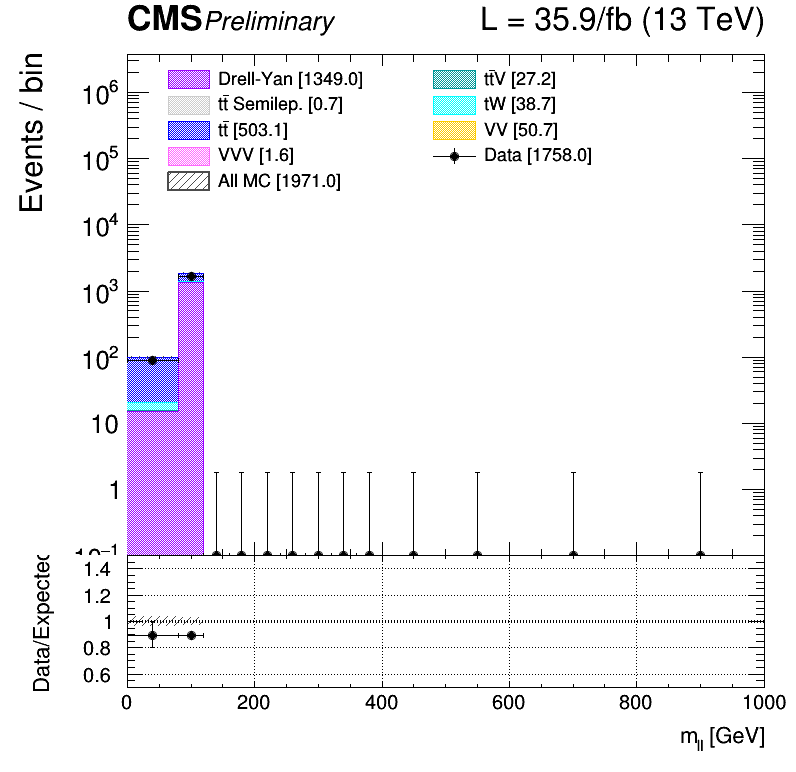 CMS Preliminary L = 35.9/fb (13 TeV)
Events / bin
Drell-Yan [1349.0]
tt̄ Semilep. [0.7]
tt̄ [503.1]
VVV [1.6]
All MC [1971.0]
tt̄V [27.2]
tW [38.7]
VV [50.7]
Data [1758.0]
10⁶
10⁵
10⁴
10³
10²
10
1
10⁻¹
Data/Expected
1.4
1.2
1
0.8
0.6
0 200 400 600 800 1000
m_ll [GeV]